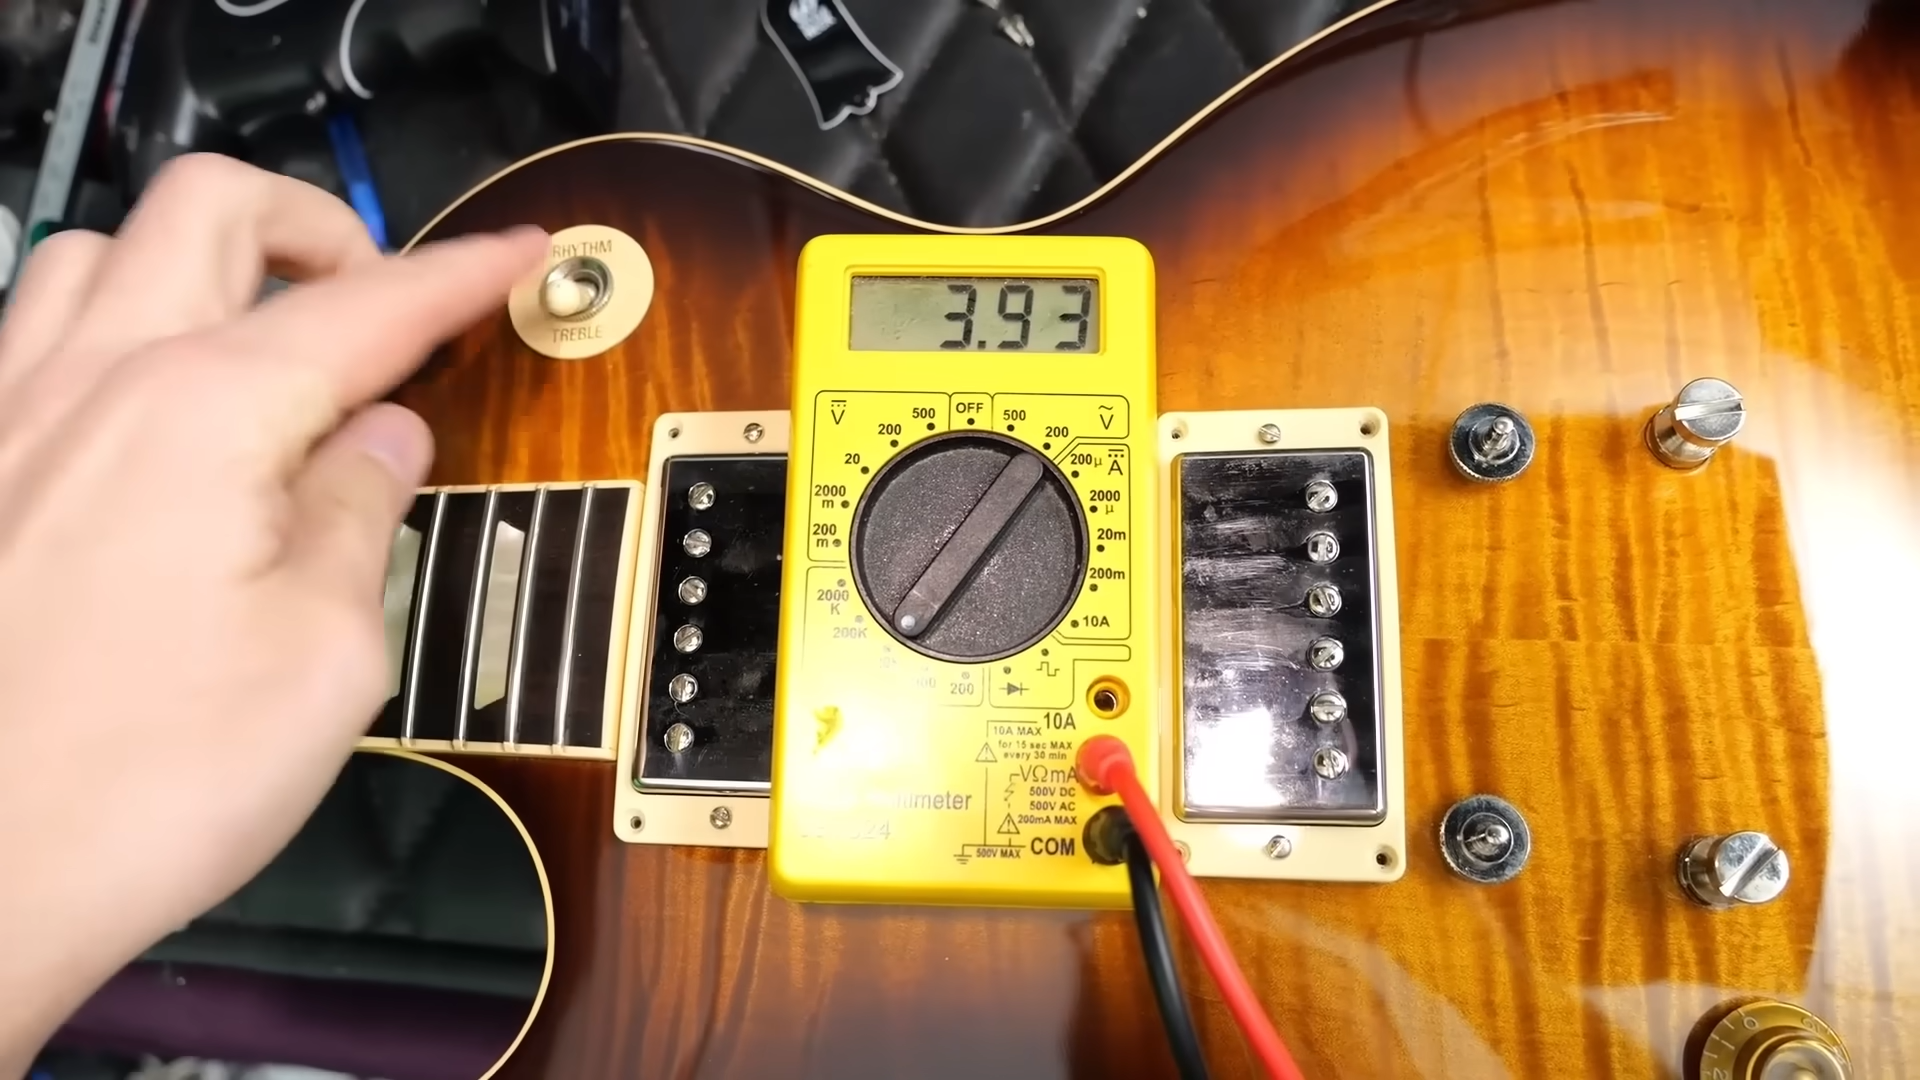 RHYTHM
TREBLE
3.93
V
500
OFF
500
V
200
200
20
200μ
A
2000
m
2000
μ
200
m
20m
200m
2000
K
10A
200K
200
10A
10A MAX
for 15 sec MAX
every 30 min
VΩmA
500V DC
500V AC
200mA MAX
COM
500V MAX